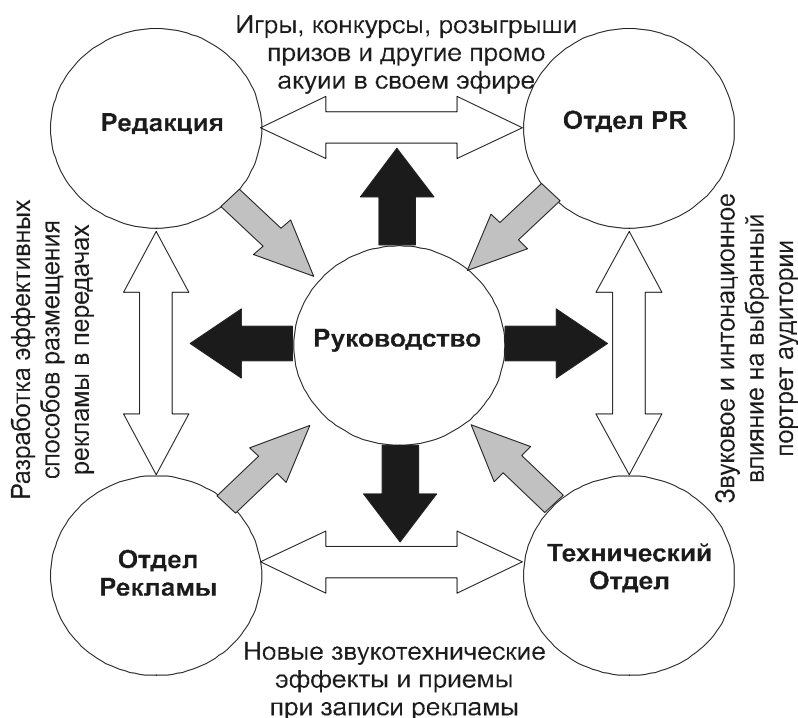 Игры, конкурсы, розыгрыши
призов и другие промо
акуии в своем эфире
Редакция
Отдел PR
Разработка эффективных
способов размещения
рекламы в передачах
Руководство
Звуковое и интонационное
влияние на выбранный
портрет аудитории
Отдел
Рекламы
Технический
Отдел
Новые звукотехнические
эффекты и приемы
при записи рекламы